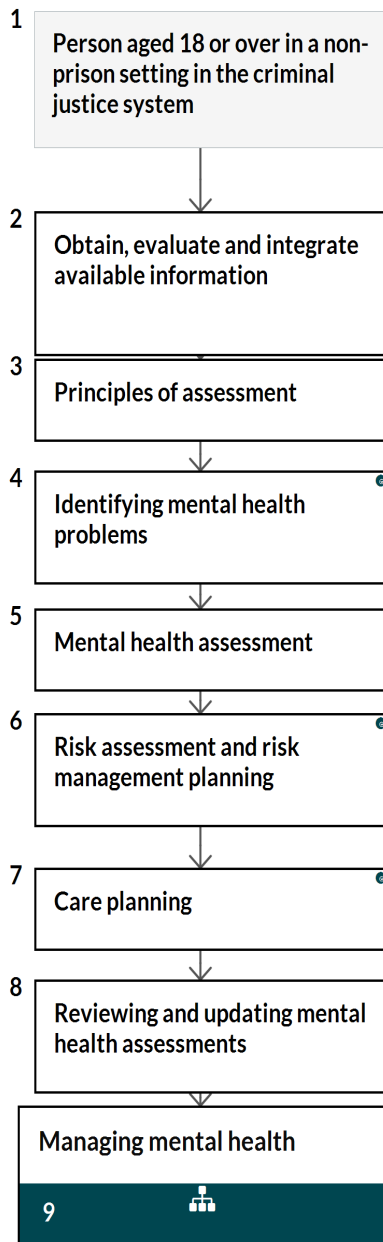 1
Person aged 18 or over in a non-
prison setting in the criminal
justice system
2
Obtain, evaluate and integrate
available information
3
Principles of assessment
4
Identifying mental health
problems
5
Mental health assessment
6
Risk assessment and risk
management planning
7
Care planning
8
Reviewing and updating mental
health assessments
Managing mental health
9